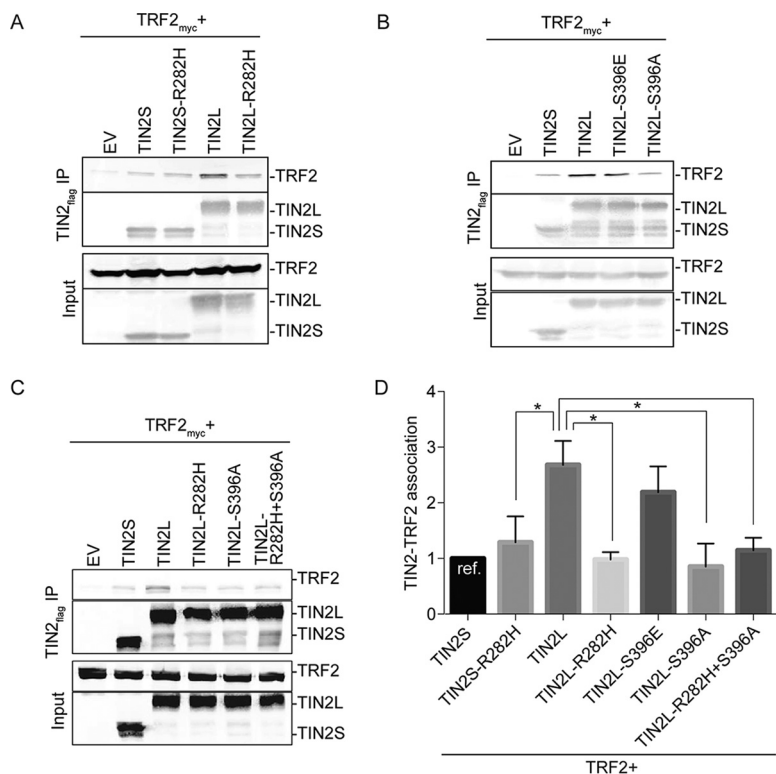 A
TRF2myc+
EV
TIN2S
TIN2S-R282H
TIN2L
TIN2L-R282H
TIN2flag IP
-TRF2
-TIN2L
-TIN2S
Input
-TRF2
-TIN2L
-TIN2S
B
TRF2myc+
EV
TIN2S
TIN2L
TIN2L-S396E
TIN2L-S396A
TIN2flag IP
-TRF2
-TIN2L
-TIN2S
Input
-TRF2
-TIN2L
-TIN2S
C
TRF2myc+
EV
TIN2S
TIN2L
TIN2L-R282H
TIN2L-S396A
TIN2L-
R282H+S396A
TIN2flag IP
-TRF2
-TIN2L
-TIN2S
Input
-TRF2
-TIN2L
-TIN2S
D
TIN2-TRF2 association
4
3
2
1
0
*
*
*
ref.
TIN2S
TIN2S-R282H
TIN2L
TIN2L-R282H
TIN2L-S396E
TIN2L-S396A
TIN2L-R282H+S396A
TRF2+